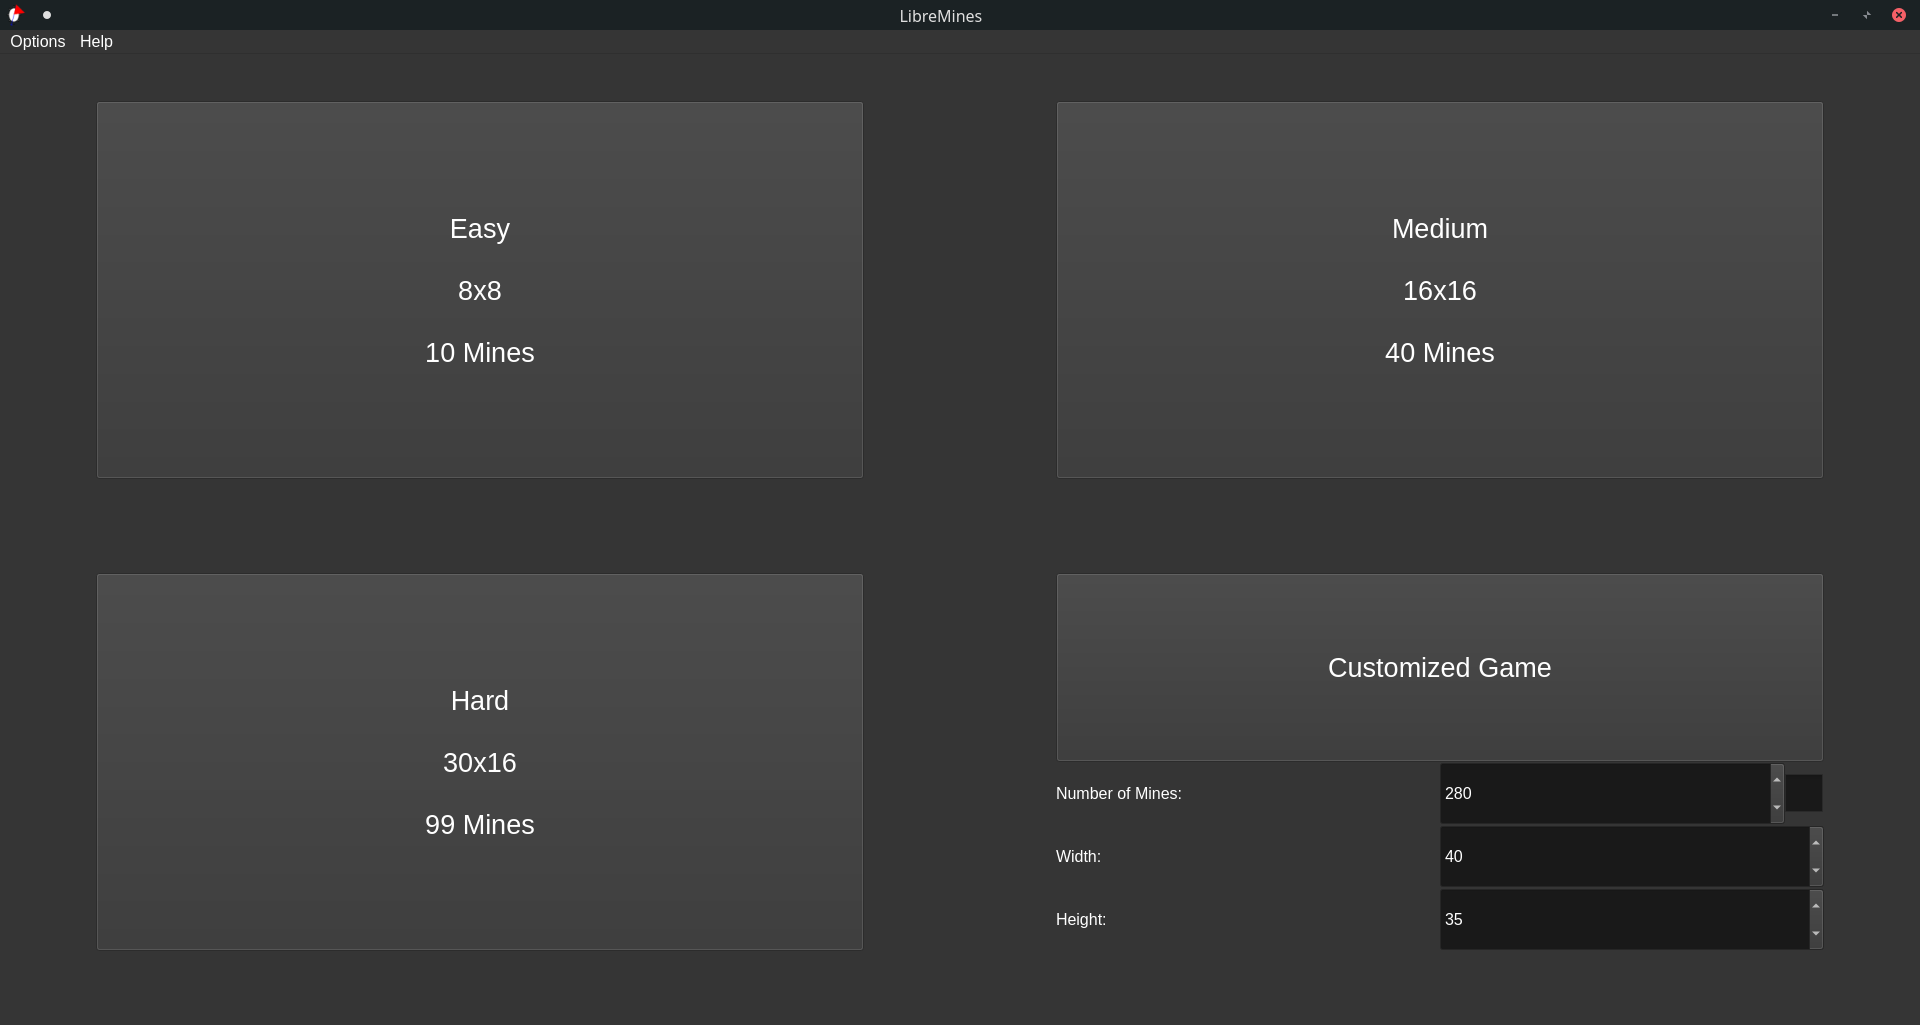 LibreMines
Options Help
Easy
8x8
10 Mines
Medium
16x16
40 Mines
Hard
30x16
99 Mines
Customized Game
Number of Mines: 280
Width: 40
Height: 35